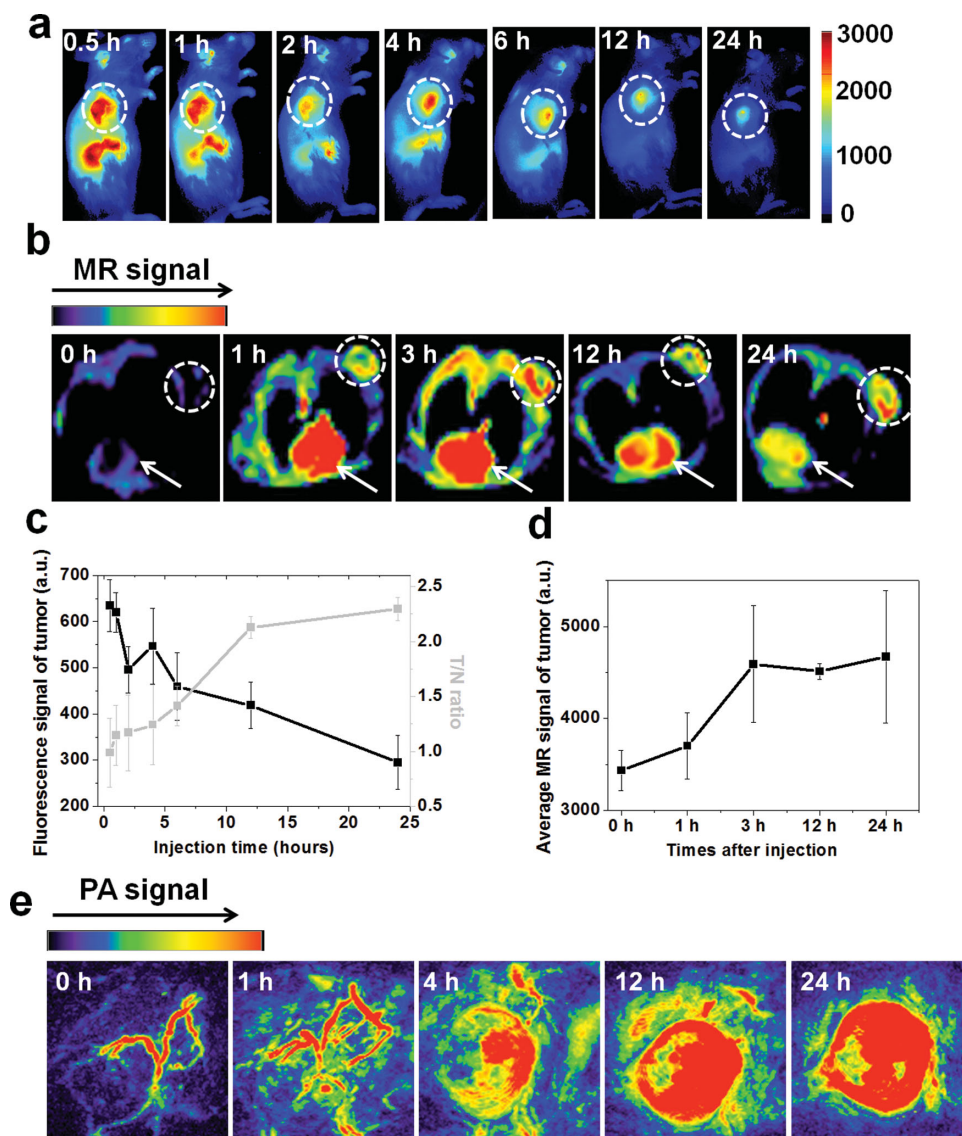 a
0.5 h 1 h 2 h 4 h 6 h 12 h 24 h
3000
2000
1000
0
b
MR signal
0 h 1 h 3 h 12 h 24 h
c
Fluorescence signal of tumor (a.u.)
700
600
500
400
300
200
2.5
2.0
1.5
1.0
0.5
T/N ratio
0 5 10 15 20 25
Injection time (hours)
d
Average MR signal of tumor (a.u.)
5000
4000
3000
0 h 1 h 3 h 12 h 24 h
Times after injection
PA signal
e
0 h 1 h 4 h 12 h 24 h